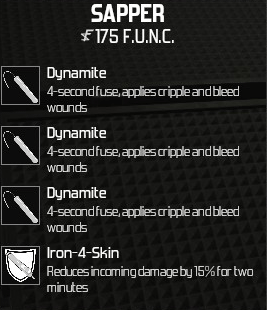 SAPPER
175 F.U.N.C.
Dynamite
4-second fuse, applies cripple and bleed
wounds
Dynamite
4-second fuse, applies cripple and bleed
wounds
Dynamite
4-second fuse, applies cripple and bleed
wounds
Iron-4-Skin
Reduces incoming damage by 15% for two
minutes